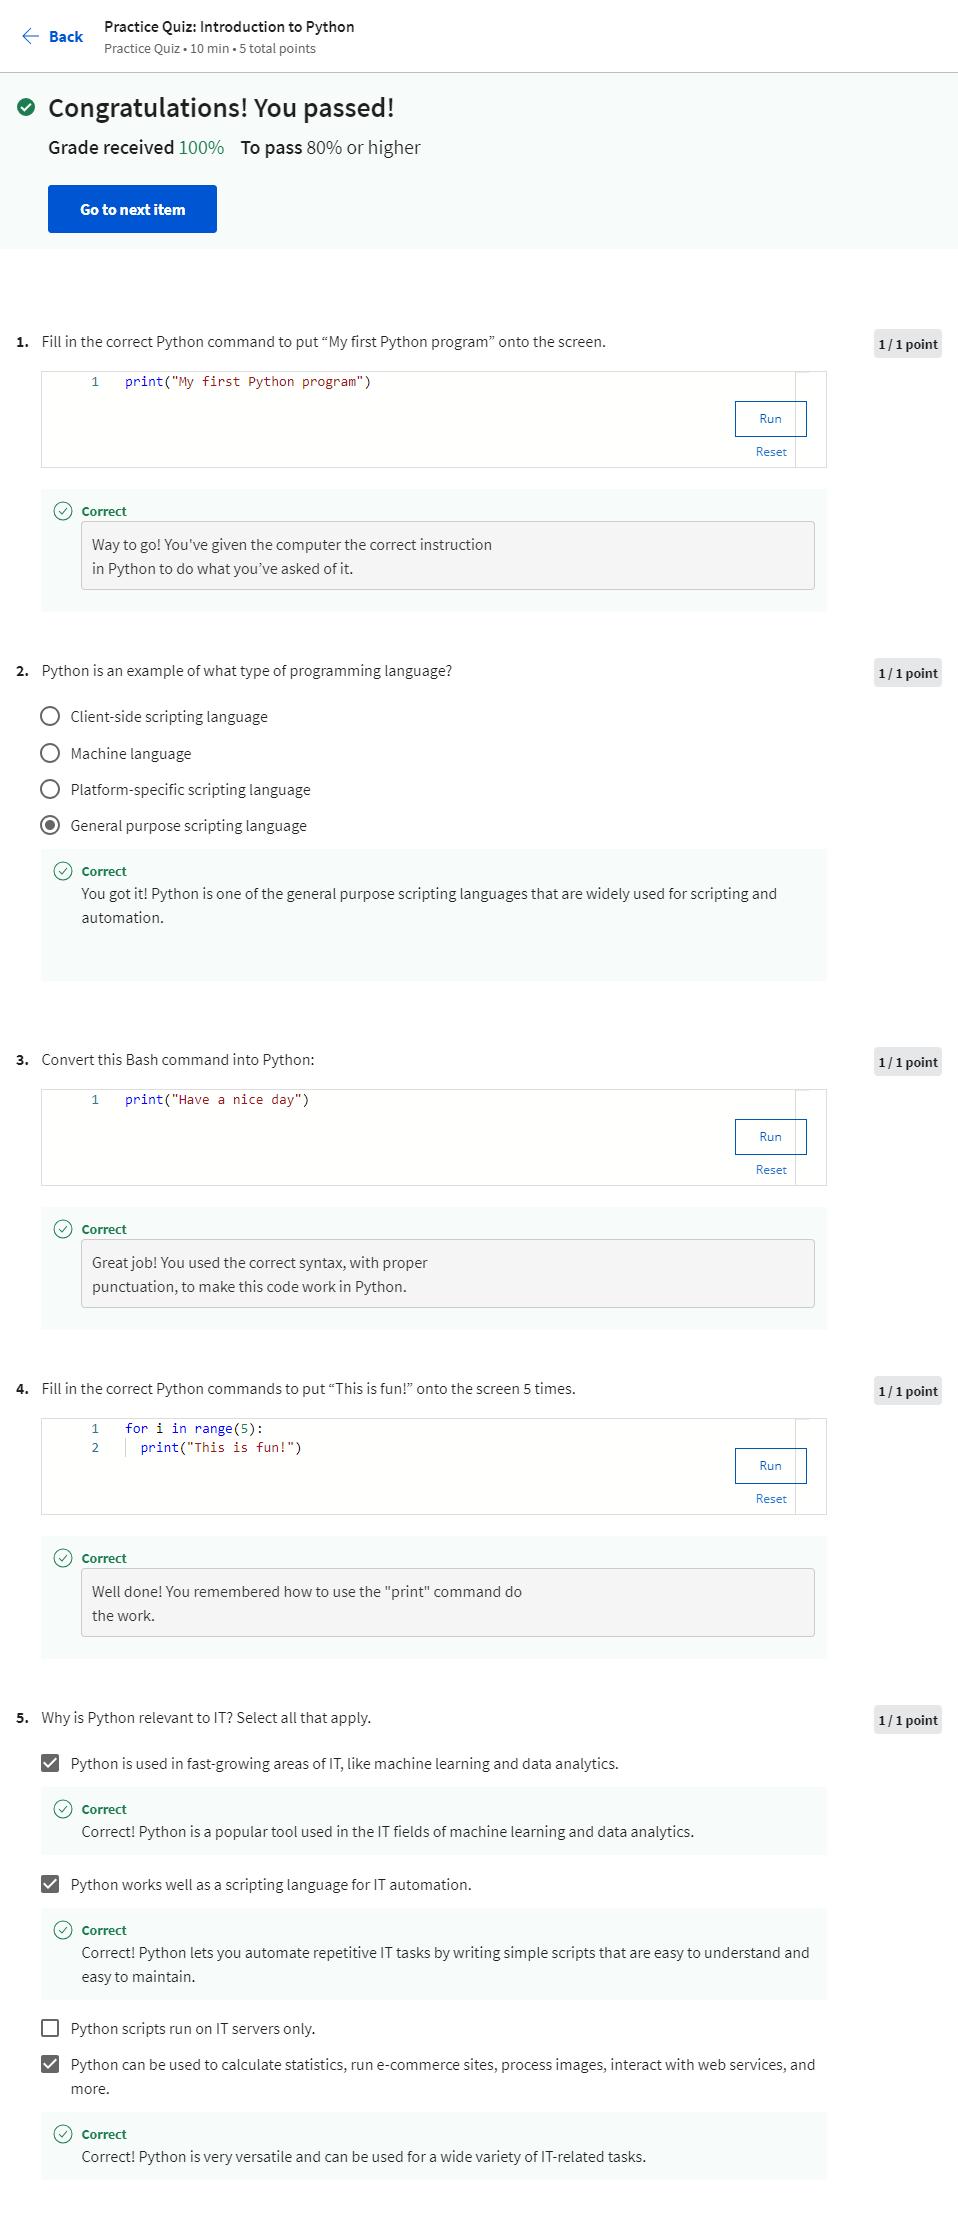 Back
Practice Quiz: Introduction to Python
Practice Quiz • 10 min • 5 total points
Congratulations! You passed!
Grade received 100% To pass 80% or higher
Go to next item
1. Fill in the correct Python command to put “My first Python program” onto the screen.
1 / 1 point
1 print("My first Python program")
Run
Reset
Correct
Way to go! You've given the computer the correct instruction
in Python to do what you’ve asked of it.
2. Python is an example of what type of programming language?
1 / 1 point
Client-side scripting language
Machine language
Platform-specific scripting language
General purpose scripting language
Correct
You got it! Python is one of the general purpose scripting languages that are widely used for scripting and
automation.
3. Convert this Bash command into Python:
1 / 1 point
1 print("Have a nice day")
Run
Reset
Correct
Great job! You used the correct syntax, with proper
punctuation, to make this code work in Python.
4. Fill in the correct Python commands to put “This is fun!” onto the screen 5 times.
1 / 1 point
1 for i in range(5):
2   print("This is fun!")
Run
Reset
Correct
Well done! You remembered how to use the "print" command do
the work.
5. Why is Python relevant to IT? Select all that apply.
1 / 1 point
Python is used in fast-growing areas of IT, like machine learning and data analytics.
Correct
Correct! Python is a popular tool used in the IT fields of machine learning and data analytics.
Python works well as a scripting language for IT automation.
Correct
Correct! Python lets you automate repetitive IT tasks by writing simple scripts that are easy to understand and
easy to maintain.
Python scripts run on IT servers only.
Python can be used to calculate statistics, run e-commerce sites, process images, interact with web services, and
more.
Correct
Correct! Python is very versatile and can be used for a wide variety of IT-related tasks.